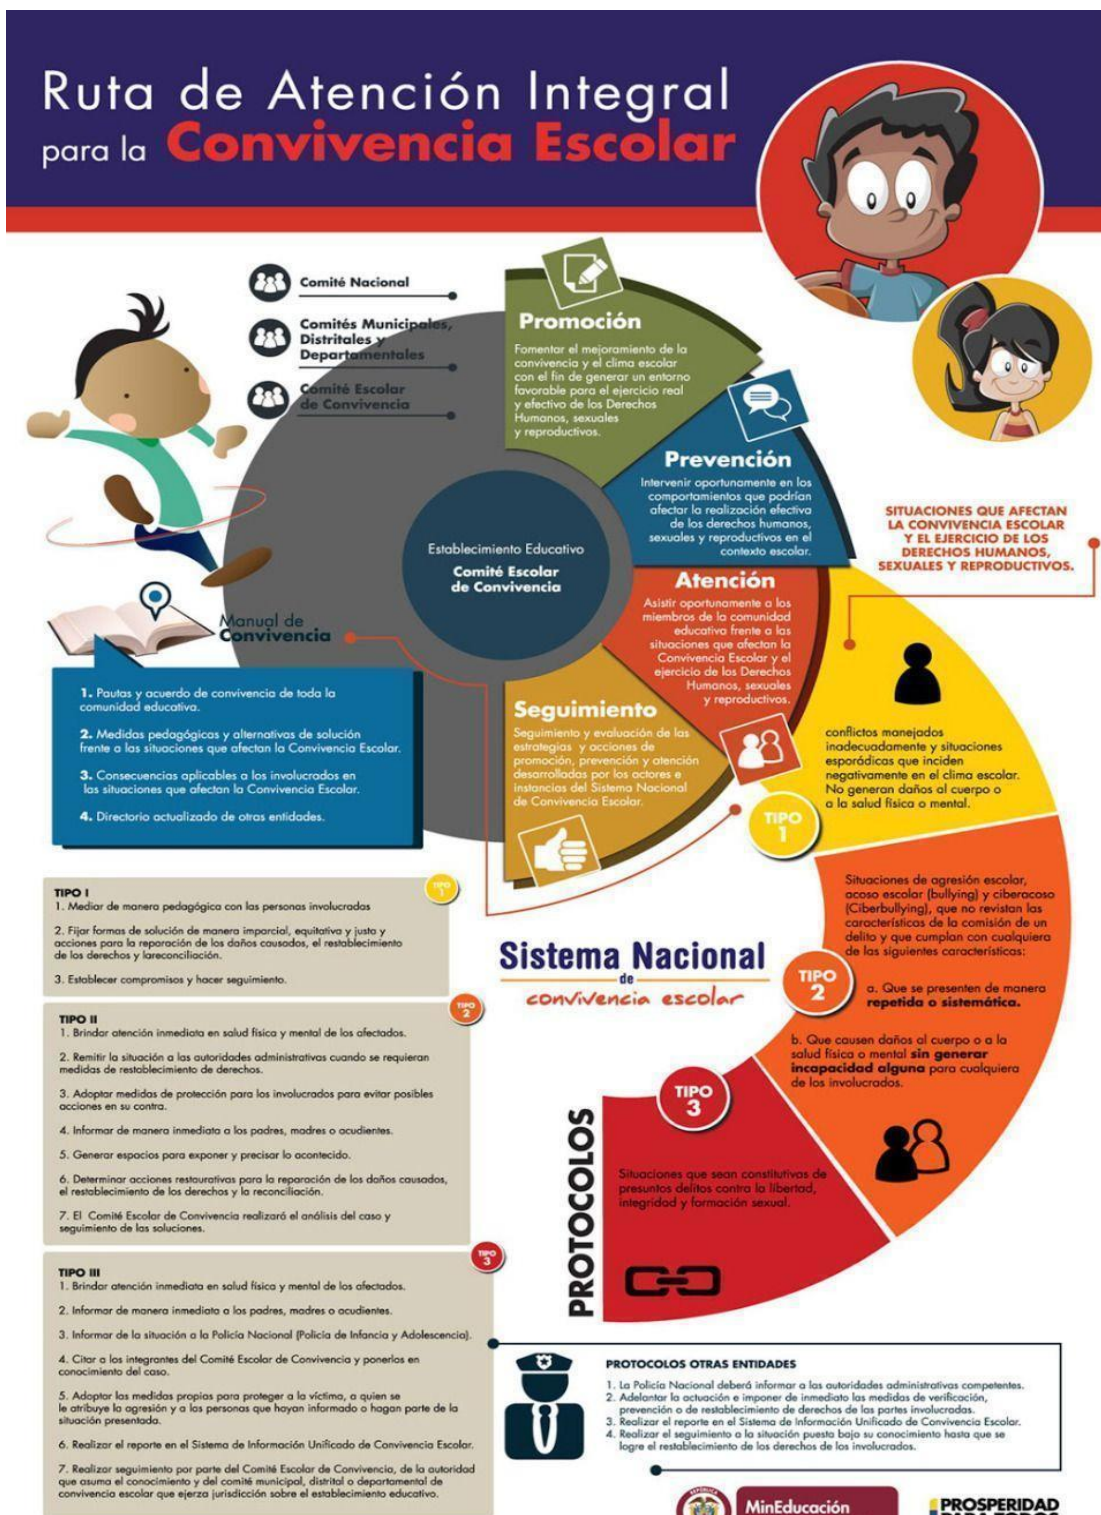 Ruta de Atención Integral
para la Convivencia Escolar
Comité Nacional
Comités Municipales,
Distritales y
Departamentales
Comité Escolar
de Convivencia
Promoción
Fomentar el mejoramiento de la
convivencia y el clima escolar
con el fin de generar un entorno
favorable para el ejercicio real
y efectivo de los Derechos
Humanos, sexuales
y reproductivos.
Prevención
Intervenir oportunamente en los
comportamientos que podrían
afectar la realización efectiva
de los derechos humanos,
sexuales y reproductivos en el
contexto escolar.
SITUACIONES QUE AFECTAN
LA CONVIVENCIA ESCOLAR
Y EL EJERCICIO DE LOS
DERECHOS HUMANOS,
SEXUALES Y REPRODUCTIVOS.
Establecimiento Educativo
Comité Escolar
de Convivencia
Atención
Asistir oportunamente a los
miembros de la comunidad
educativa frente a las
situaciones que afectan la
Convivencia Escolar y el
ejercicio de los Derechos
Humanos, sexuales
y reproductivos.
Manual de
Convivencia
1. Pautas y acuerdo de convivencia de toda la
comunidad educativa.
2. Medidas pedagógicas y alternativas de solución
frente a las situaciones que afectan la Convivencia Escolar.
3. Consecuencias aplicables a los involucrados en
las situaciones que afectan la Convivencia Escolar.
4. Directorio actualizado de otras entidades.
Seguimiento
Seguimiento y evaluación de las
estrategias y acciones de
promoción, prevención y atención
desarrolladas por los actores e
instancias del Sistema Nacional
de Convivencia Escolar.
conflictos manejados
inadecuadamente y situaciones
esporádicas que inciden
negativamente en el clima escolar.
No generan daños al cuerpo o
a la salud física o mental.
TIPO
1
Situaciones de agresión escolar,
acoso escolar (bullying) y ciberacoso
(Ciberbullying), que no revistan las
características de la comisión de un
delito y que cumplan con cualquiera
de las siguientes características:
TIPO
2
a. Que se presenten de manera
repetida o sistemática.
b. Que causen daños al cuerpo o a la
salud física o mental sin generar
incapacidad alguna para cualquiera
de los involucrados.
Sistema Nacional
de
convivencia escolar
TIPO
3
PROTOCOLOS
Situaciones que sean constitutivas de
presuntos delitos contra la libertad,
integridad y formación sexual.
TIPO
1
TIPO I
1. Mediar de manera pedagógica con las personas involucradas
2. Fijar formas de solución de manera imparcial, equitativa y justa y
acciones para la reparación de los daños causados, el restablecimiento
de los derechos y lareconciliación.
3. Establecer compromisos y hacer seguimiento.
TIPO
2
TIPO II
1. Brindar atención inmediata en salud física y mental de los afectados.
2. Remitir la situación a las autoridades administrativas cuando se requieran
medidas de restablecimiento de derechos.
3. Adoptar medidas de protección para los involucrados para evitar posibles
acciones en su contra.
4. Informar de manera inmediata a los padres, madres o acudientes.
5. Generar espacios para exponer y precisar lo acontecido.
6. Determinar acciones restaurativas para la reparación de los daños causados,
el restablecimiento de los derechos y la reconciliación.
7. El Comité Escolar de Convivencia realizará el análisis del caso y
seguimiento de las soluciones.
TIPO
3
TIPO III
1. Brindar atención inmediata en salud física y mental de los afectados.
2. Informar de manera inmediata a los padres, madres o acudientes.
3. Informar de la situación a la Policía Nacional (Policía de Infancia y Adolescencia).
4. Citar a los integrantes del Comité Escolar de Convivencia y ponerlos en
conocimiento del caso.
5. Adoptar las medidas propias para proteger a la víctima, a quien se
le atribuye la agresión y a las personas que hayan informado o hagan parte de la
situación presentada.
6. Realizar el reporte en el Sistema de Información Unificado de Convivencia Escolar.
7. Realizar seguimiento por parte del Comité Escolar de Convivencia, de la autoridad
que asuma el conocimiento y del comité municipal, distrital o departamental de
convivencia escolar que ejerza jurisdicción sobre el establecimiento educativo.
PROTOCOLOS OTRAS ENTIDADES
1. La Policía Nacional deberá informar a las autoridades administrativas competentes.
2. Adelantar la actuación e imponer de inmediato las medidas de verificación,
prevención o de restablecimiento de derechos de las partes involucradas.
3. Realizar el reporte en el Sistema de Información Unificado de Convivencia Escolar.
4. Realizar el seguimiento a la situación puesta bajo su conocimiento hasta que se
logre el restablecimiento de los derechos de los involucrados.
MinEducación
PROSPERIDAD
PARA TODOS